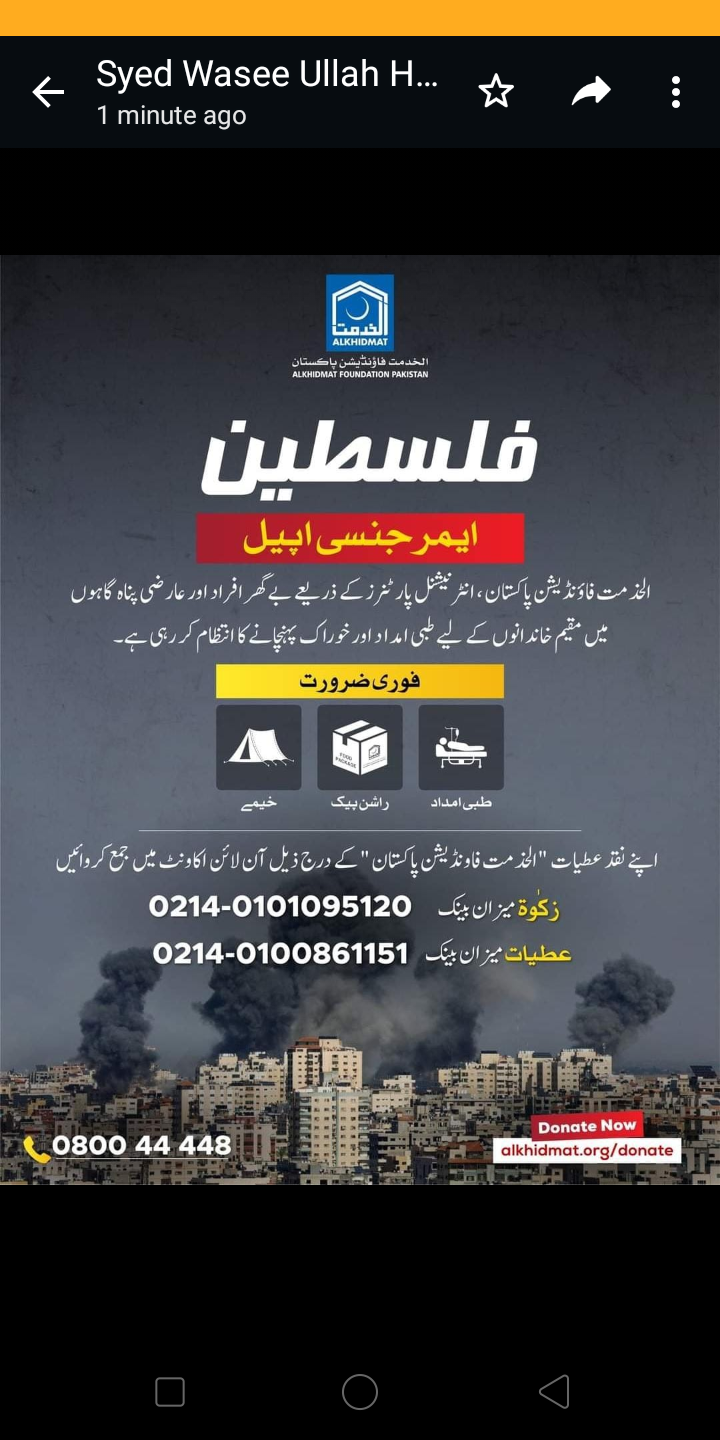 Syed Wasee Ullah H...
1 minute ago
الخدمت
ALKHIDMAT
الخدمت فاؤنڈیشن پاکستان
ALKHIDMAT FOUNDATION PAKISTAN
فلسطین
ایمرجنسی اپیل
الخدمت فاؤنڈیشن پاکستان، انٹرنیشنل پارٹنرز کے ذریعے بے گھر افراد اور عارضی پناہ گاہوں
میں مقیم خاندانوں کے لیے طبی امداد اور خوراک پہنچانے کا انتظام کر رہی ہے۔
فوری ضرورت
FOOD PACKAGE
طبی امداد راشن پیک خیمے
اپنے نقد عطیات "الخدمت فاونڈیشن پاکستان" کے درج ذیل آن لائن اکاونٹ میں جمع کروائیں
زکوٰۃ میزان بینک 0214-0101095120
عطیات میزان بینک 0214-0100861151
0800 44 448
Donate Now
alkhidmat.org/donate